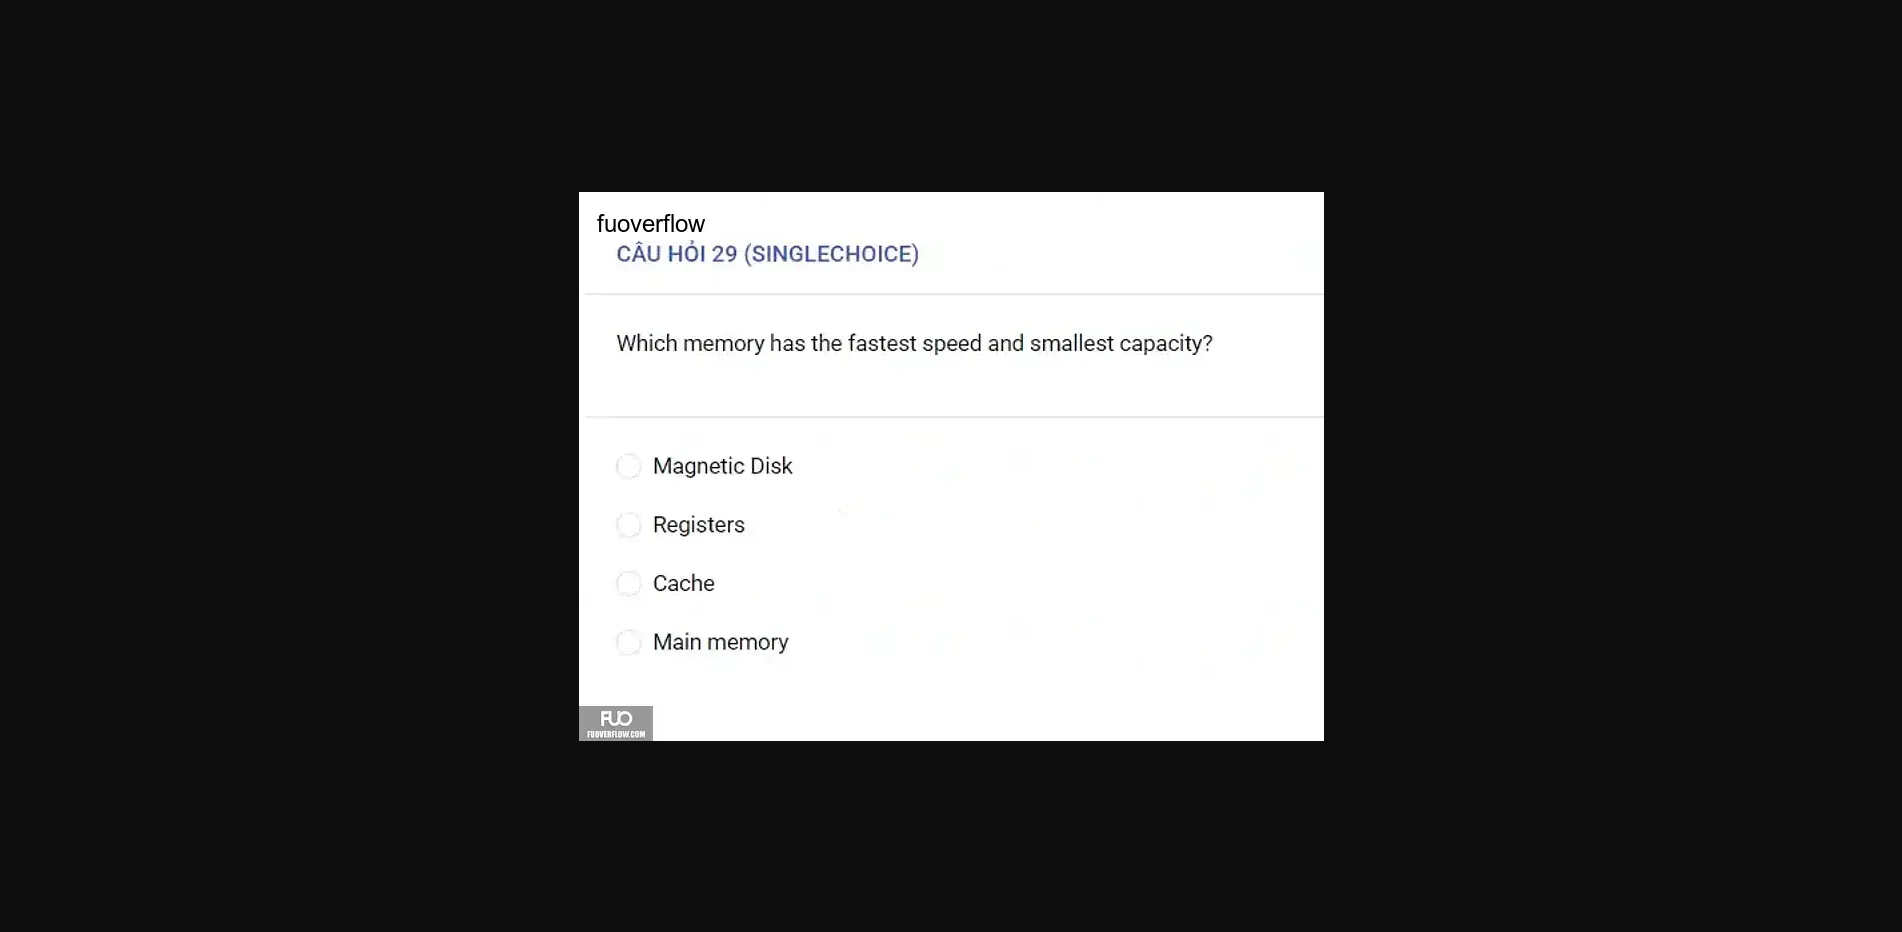 fuoverflow
CÂU HỎI 29 (SINGLECHOICE)
Which memory has the fastest speed and smallest capacity?
Magnetic Disk
Registers
Cache
Main memory
FUO
FUOVERFLOW.COM